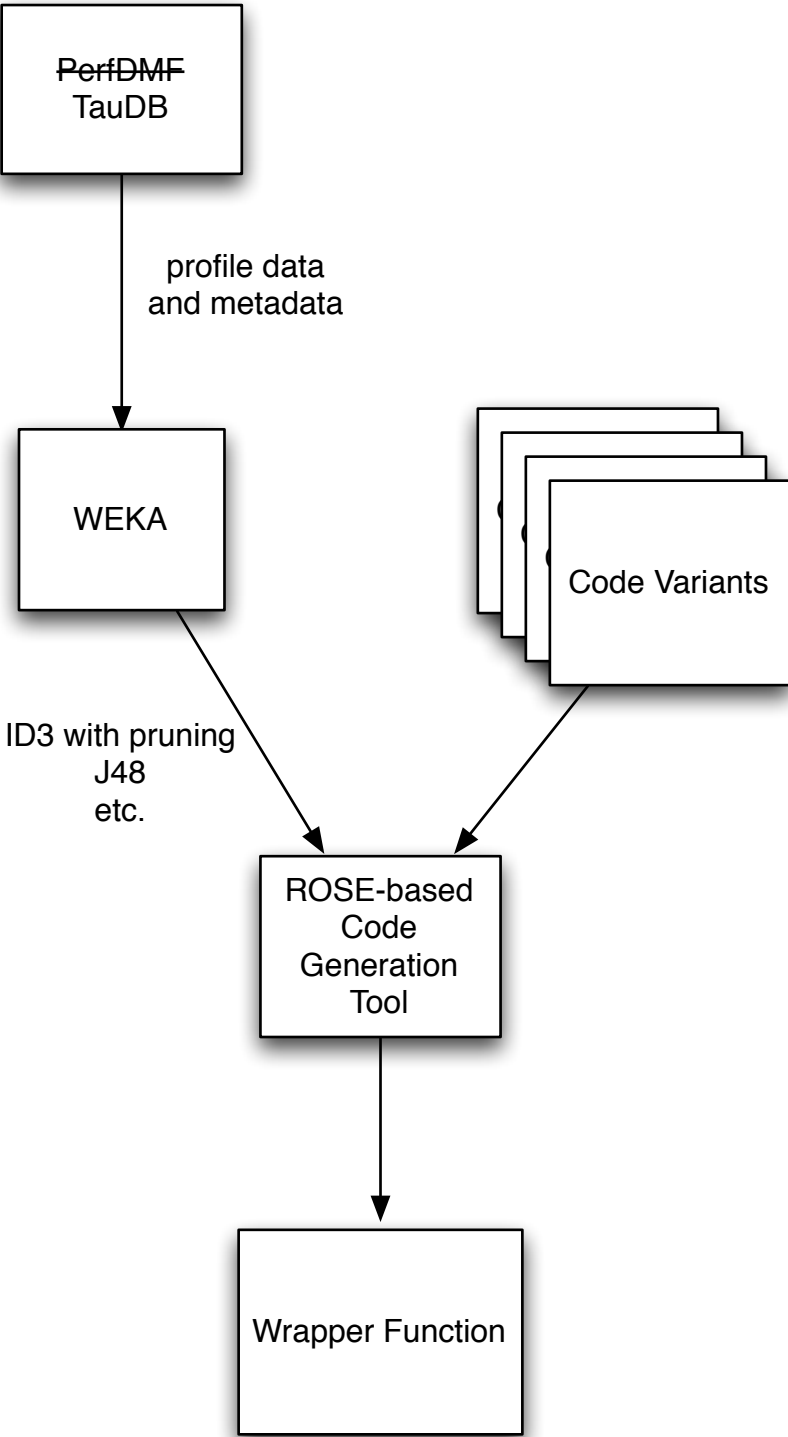 PerfDMF
TauDB
profile data
and metadata
WEKA
Code Variants
ID3 with pruning
J48
etc.
ROSE-based
Code
Generation
Tool
Wrapper Function